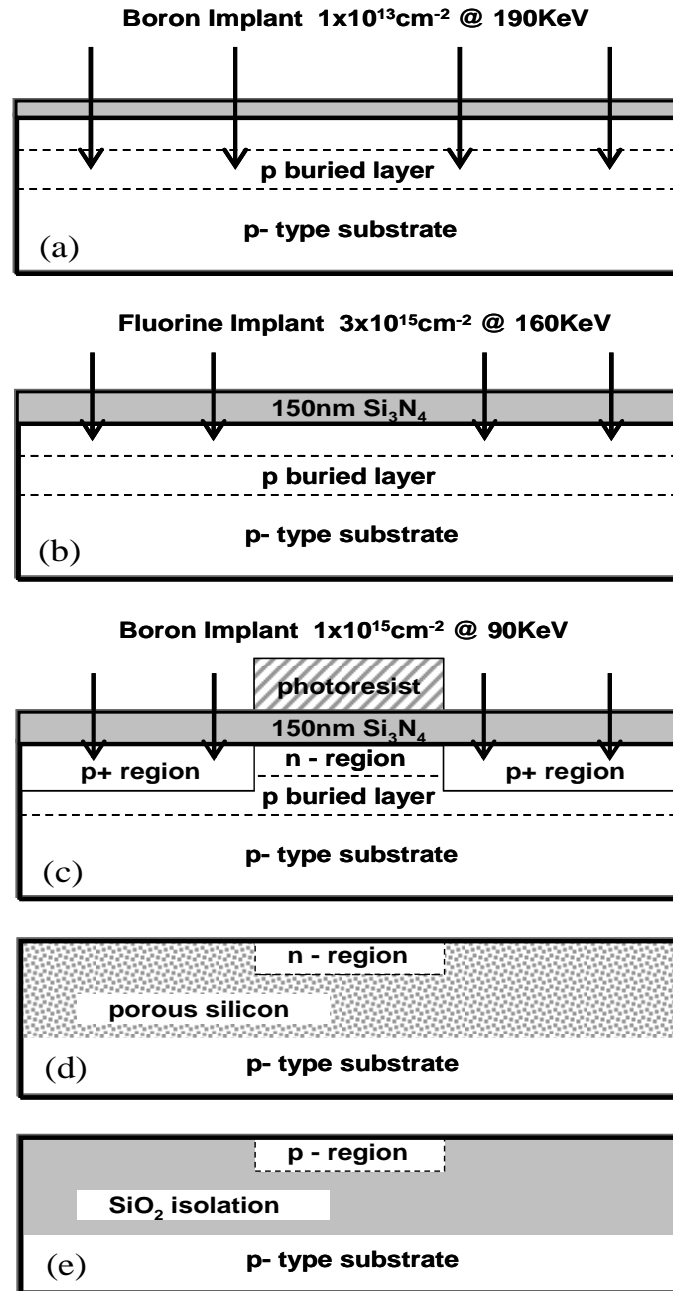 Boron Implant 1x10¹³cm⁻² @ 190KeV
p buried layer
p- type substrate
(a)
Fluorine Implant 3x10¹⁵cm⁻² @ 160KeV
150nm Si₃N₄
p buried layer
p- type substrate
(b)
Boron Implant 1x10¹⁵cm⁻² @ 90KeV
photoresist
150nm Si₃N₄
p+ region
n - region
p+ region
p buried layer
p- type substrate
(c)
n - region
porous silicon
p- type substrate
(d)
p - region
SiO₂ isolation
p- type substrate
(e)